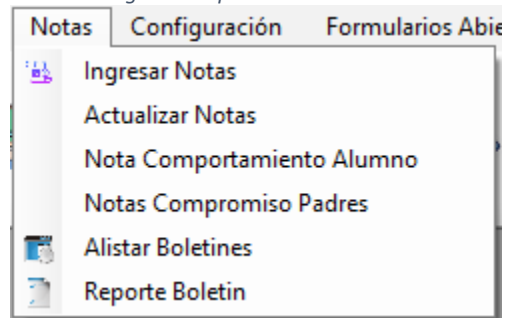 Notas Configuración Formularios Abie
Ingresar Notas
Actualizar Notas
Nota Comportamiento Alumno
Notas Compromiso Padres
Alistar Boletines
Reporte Boletin